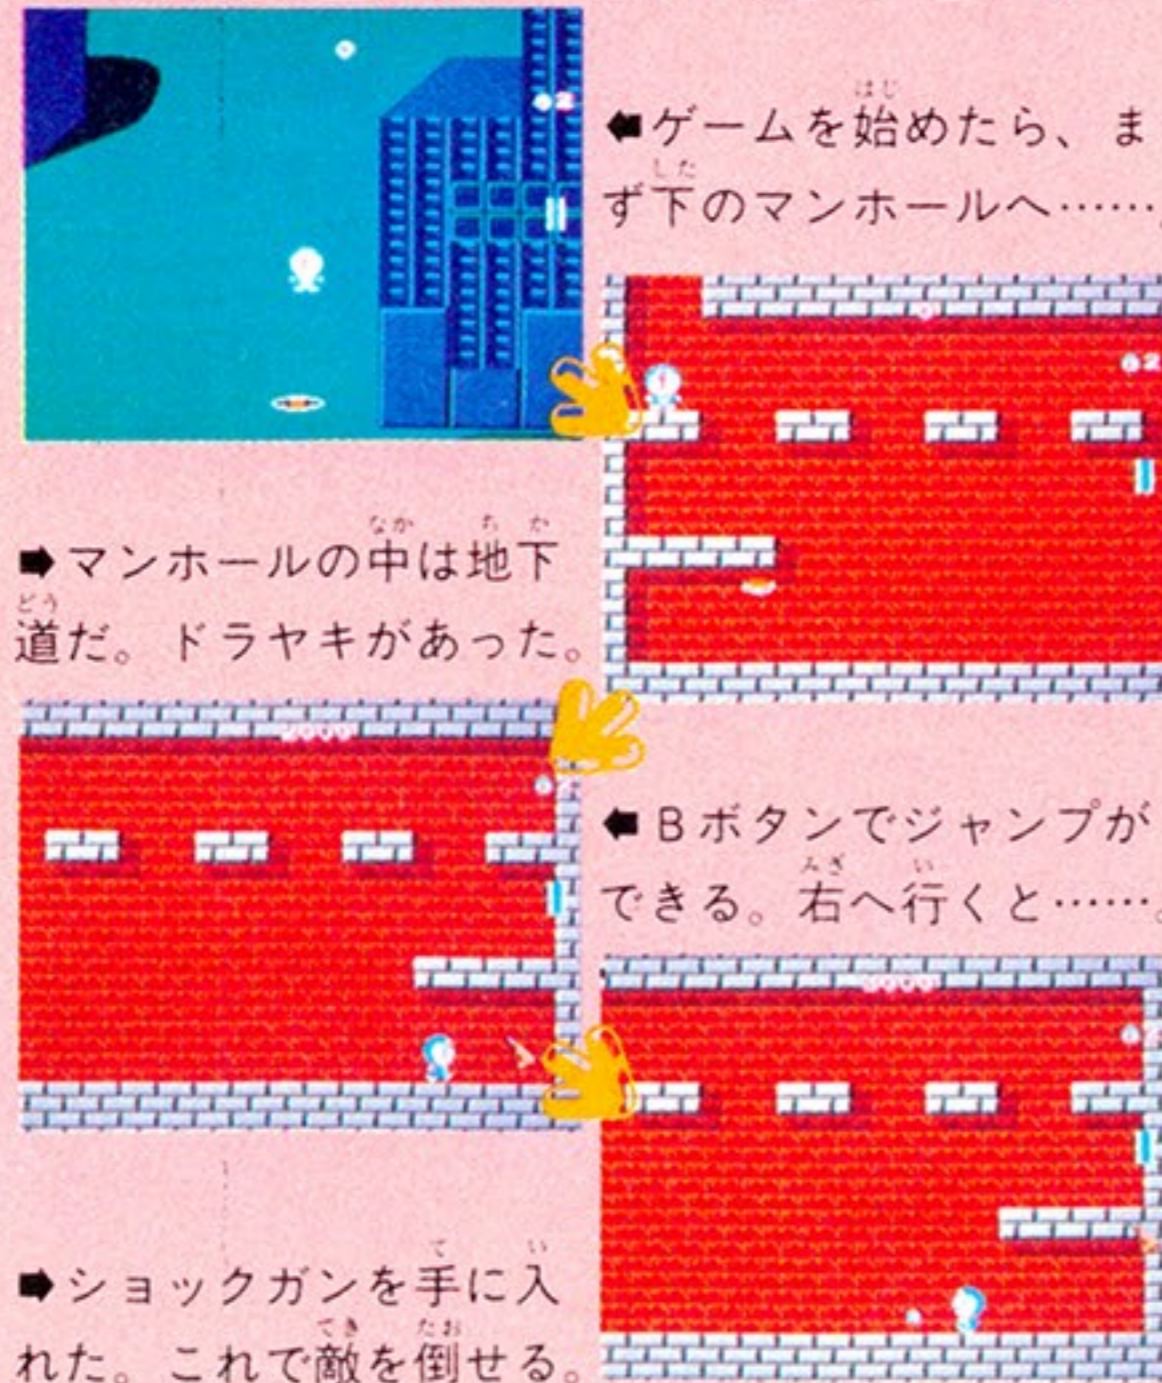 ⬅ゲームを始めたら、ま
ず下のマンホールへ……。
➡マンホールの中は地下
道だ。ドラヤキがあった。
⬅Bボタンでジャンプが
できる。右へ行くと……。
➡ショックガンを手に入
れた。これで敵を倒せる。